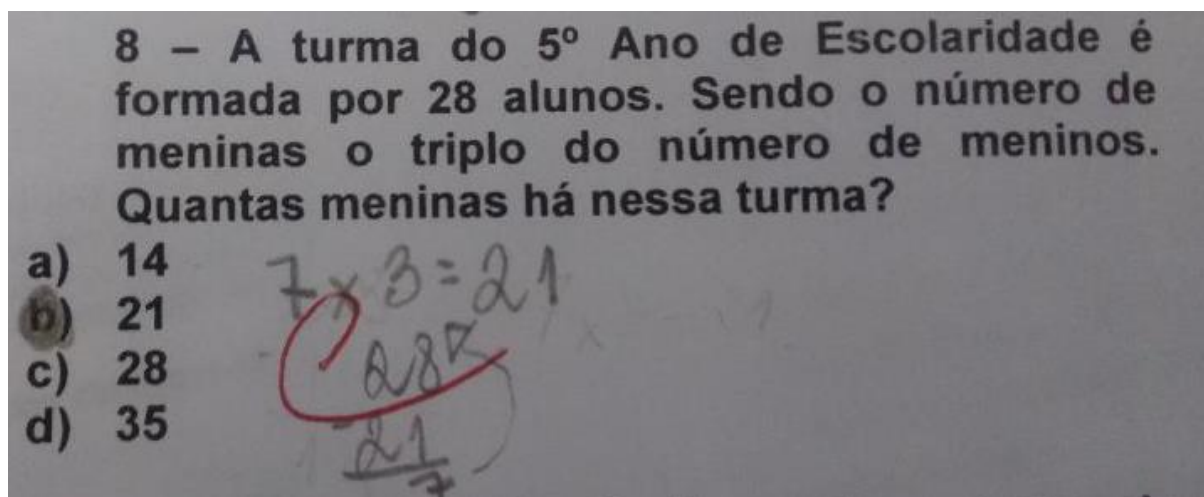 8 – A turma do 5º Ano de Escolaridade é
formada por 28 alunos. Sendo o número de
meninas o triplo do número de meninos.
Quantas meninas há nessa turma?
a) 14
b) 21
c) 28
d) 35
7 x 3 = 21
28
-21
7